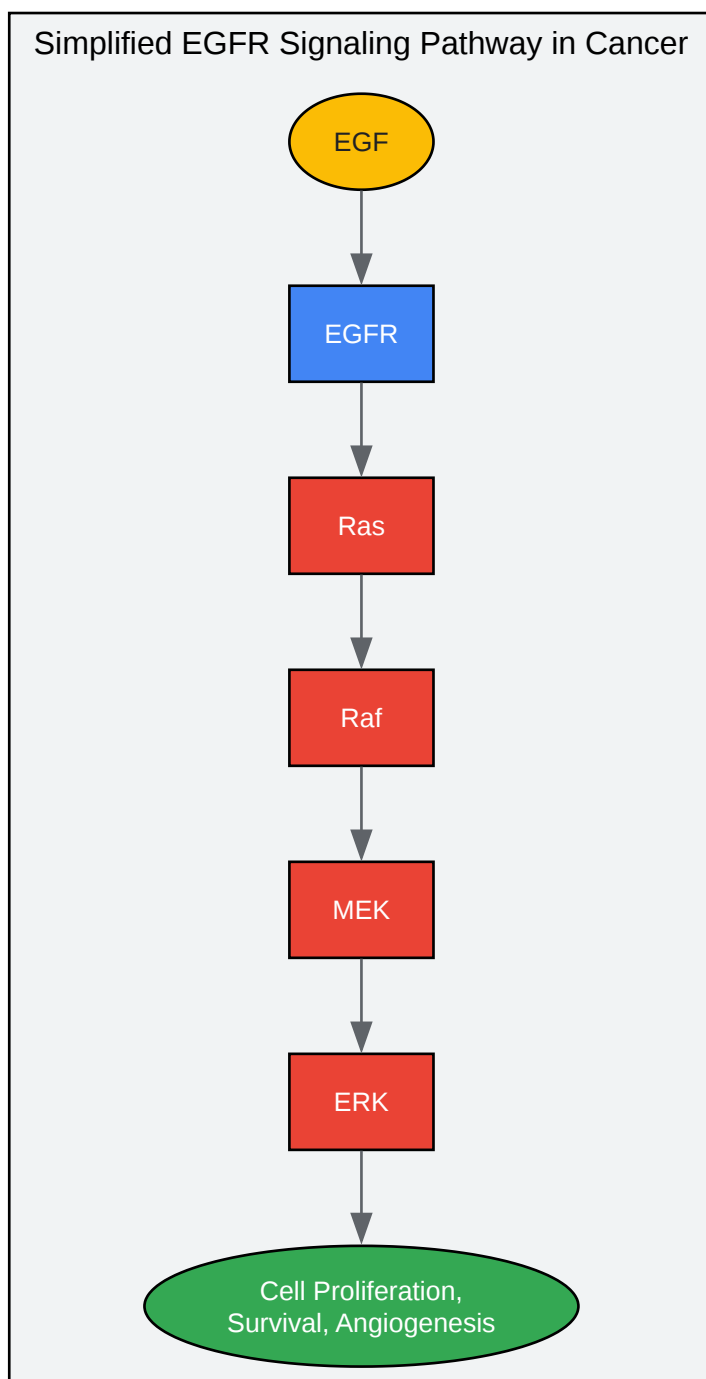 Simplified EGFR Signaling Pathway in Cancer
EGF
EGFR
Ras
Raf
MEK
ERK
Cell Proliferation,
Survival, Angiogenesis